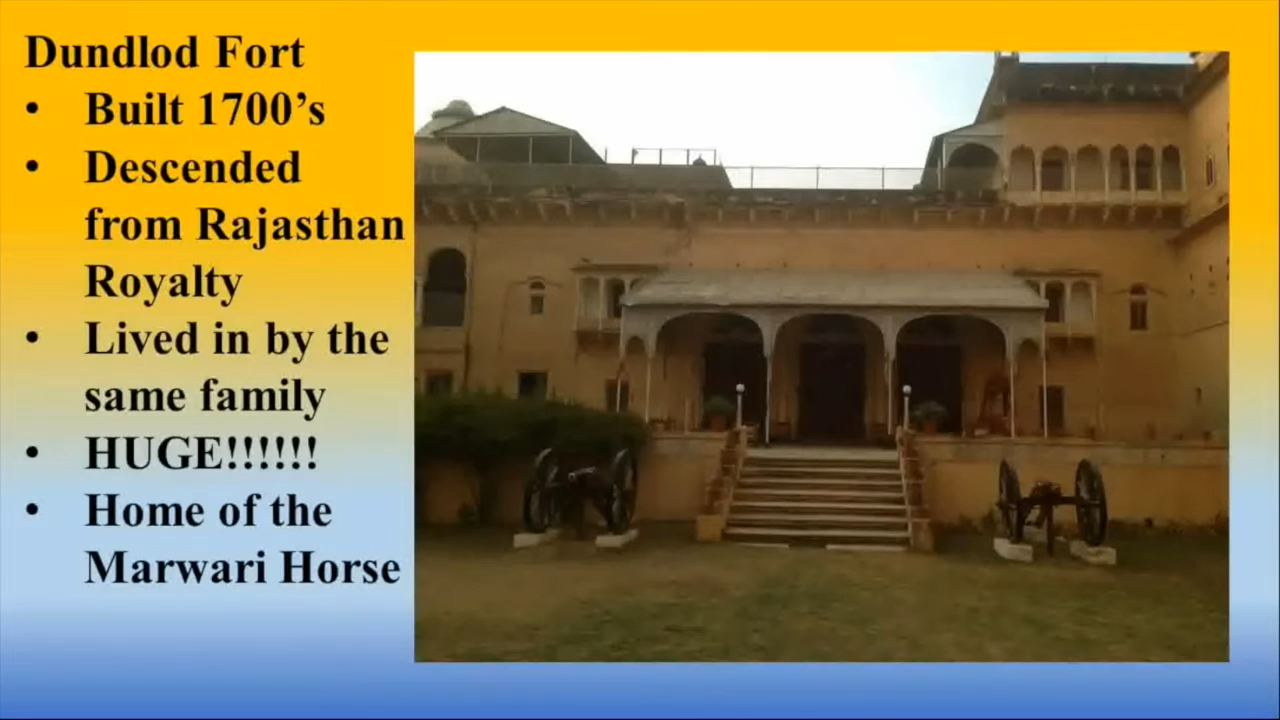 Dundlod Fort
• Built 1700’s
• Descended
from Rajasthan
Royalty
• Lived in by the
same family
• HUGE!!!!!!
• Home of the
Marwari Horse